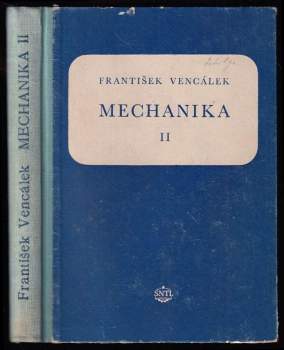 František Vencálek MECHANIKA II
FRANTIŠEK VENCÁLEK
MECHANIKA
II
SNTL